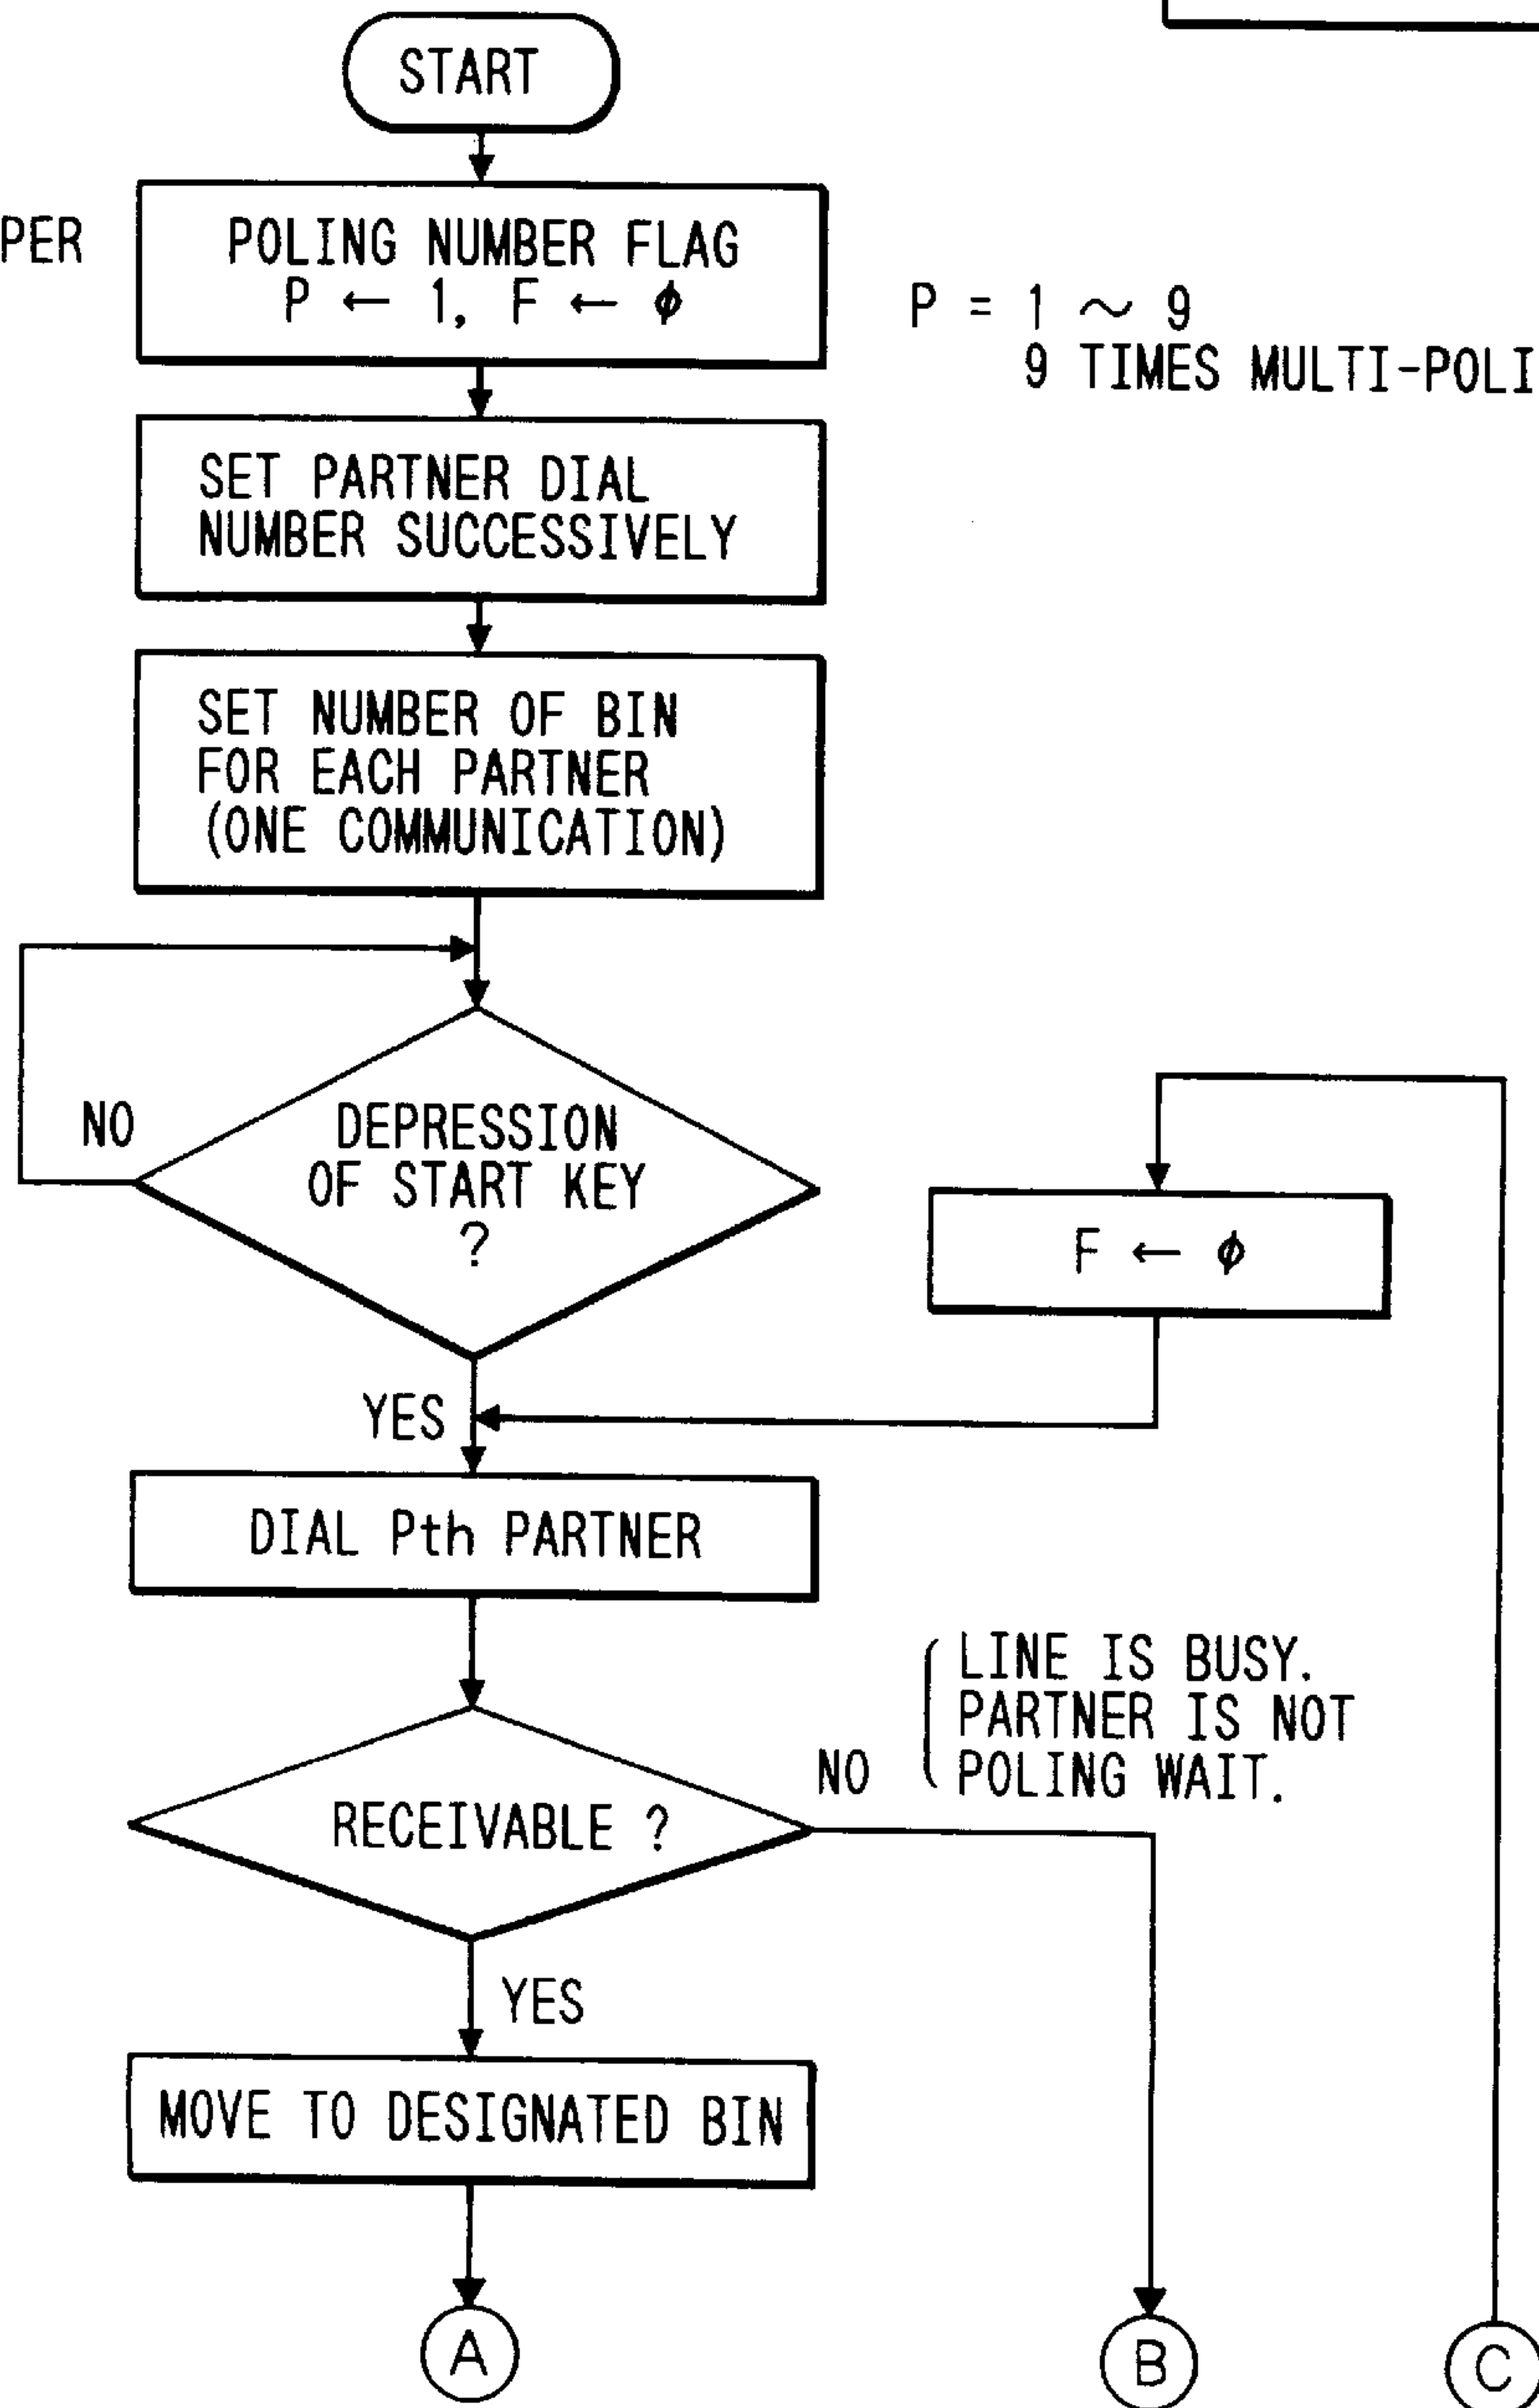 START
PER
POLING NUMBER FLAG
P ← 1, F ← ϕ
P = 1 ~ 9
9 TIMES MULTI-POLI
SET PARTNER DIAL
NUMBER SUCCESSIVELY
SET NUMBER OF BIN
FOR EACH PARTNER
(ONE COMMUNICATION)
NO
DEPRESSION
OF START KEY
?
F ← ϕ
YES
DIAL Pth PARTNER
LINE IS BUSY.
PARTNER IS NOT
POLING WAIT.
NO
RECEIVABLE ?
YES
MOVE TO DESIGNATED BIN
A
B
C